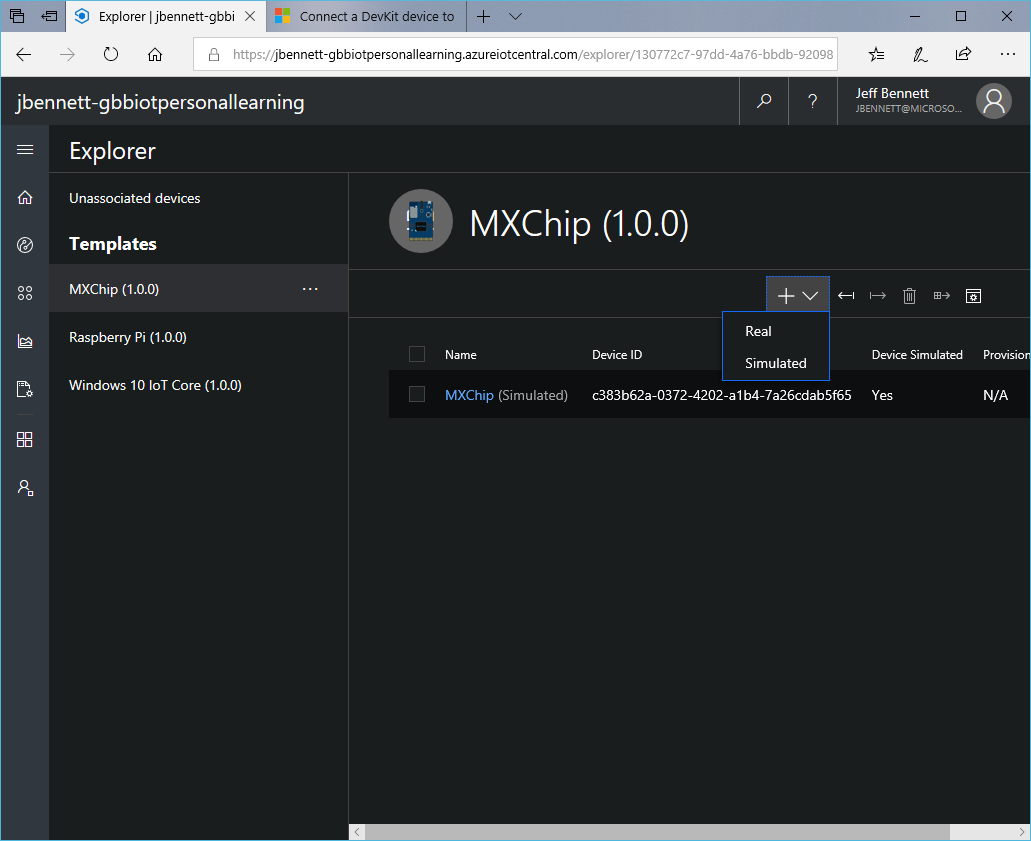 Explorer | jbennett-gbbi
Connect a DevKit device to
https://jbennett-gbbiotpersonallearning.azureiotcentral.com/explorer/130772c7-97dd-4a76-bbdb-92098
jbennett-gbbiotpersonallearning
?
Jeff Bennett
JBENNETT@MICROSO...
Explorer
Unassociated devices
Templates
MXChip (1.0.0)
Raspberry Pi (1.0.0)
Windows 10 IoT Core (1.0.0)
MXChip (1.0.0)
Real
Simulated
Name Device ID Device Simulated Provision
MXChip (Simulated) c383b62a-0372-4202-a1b4-7a26cdab5f65 Yes N/A